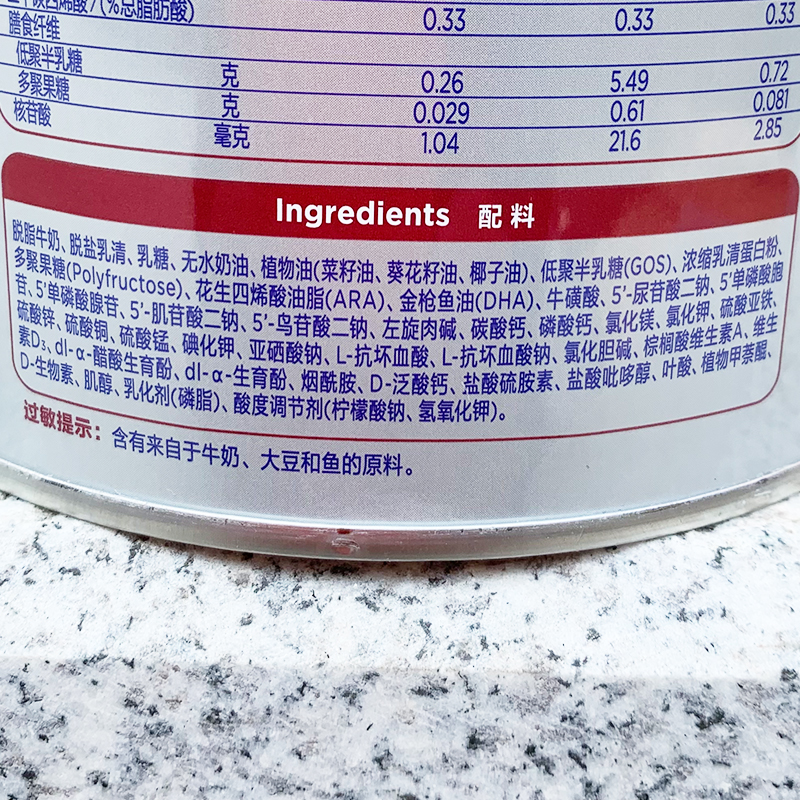 二十碳四烯酸7(%总脂肪酸) 0.33 0.33 0.33
膳食纤维
低聚半乳糖 克 0.26 5.49 0.72
多聚果糖 克 0.029 0.61 0.081
核苷酸 毫克 1.04 21.6 2.85
Ingredients 配料
脱脂牛奶、脱盐乳清、乳糖、无水奶油、植物油(菜籽油、葵花籽油、椰子油)、低聚半乳糖(GOS)、浓缩乳清蛋白粉、
多聚果糖(Polyfructose)、花生四烯酸油脂(ARA)、金枪鱼油(DHA)、牛磺酸、5'-尿苷酸二钠、5'单磷酸胞
苷、5'单磷酸腺苷、5'-肌苷酸二钠、5'-鸟苷酸二钠、左旋肉碱、碳酸钙、磷酸钙、氯化镁、氯化钾、硫酸亚铁、
硫酸锌、硫酸铜、硫酸锰、碘化钾、亚硒酸钠、L-抗坏血酸、L-抗坏血酸钠、氯化胆碱、棕榈酸维生素A、维生
素D₃、dl-α-醋酸生育酚、dl-α-生育酚、烟酰胺、D-泛酸钙、盐酸硫胺素、盐酸吡哆醇、叶酸、植物甲萘醌、
D-生物素、肌醇、乳化剂(磷脂)、酸度调节剂(柠檬酸钠、氢氧化钾)。
过敏提示：含有来自于牛奶、大豆和鱼的原料。